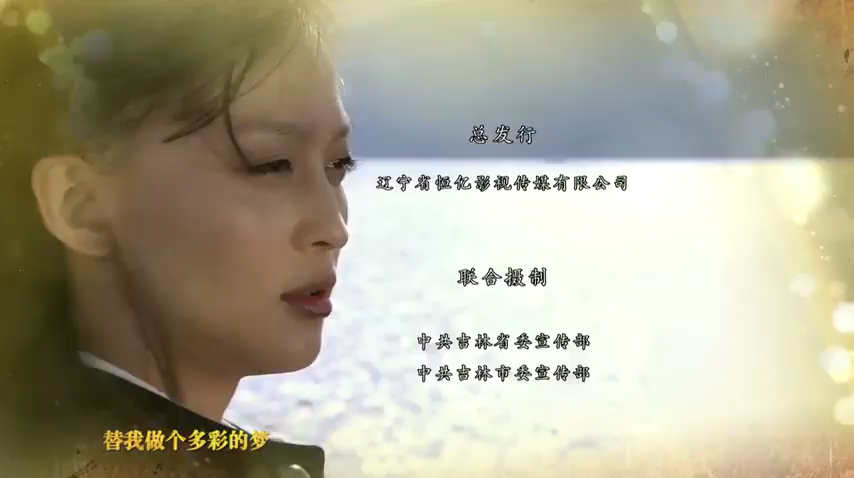 总发行
辽宁省恒亿影视传媒有限公司
联合摄制
中共吉林省委宣传部
中共吉林市委宣传部
替我做个多彩的梦